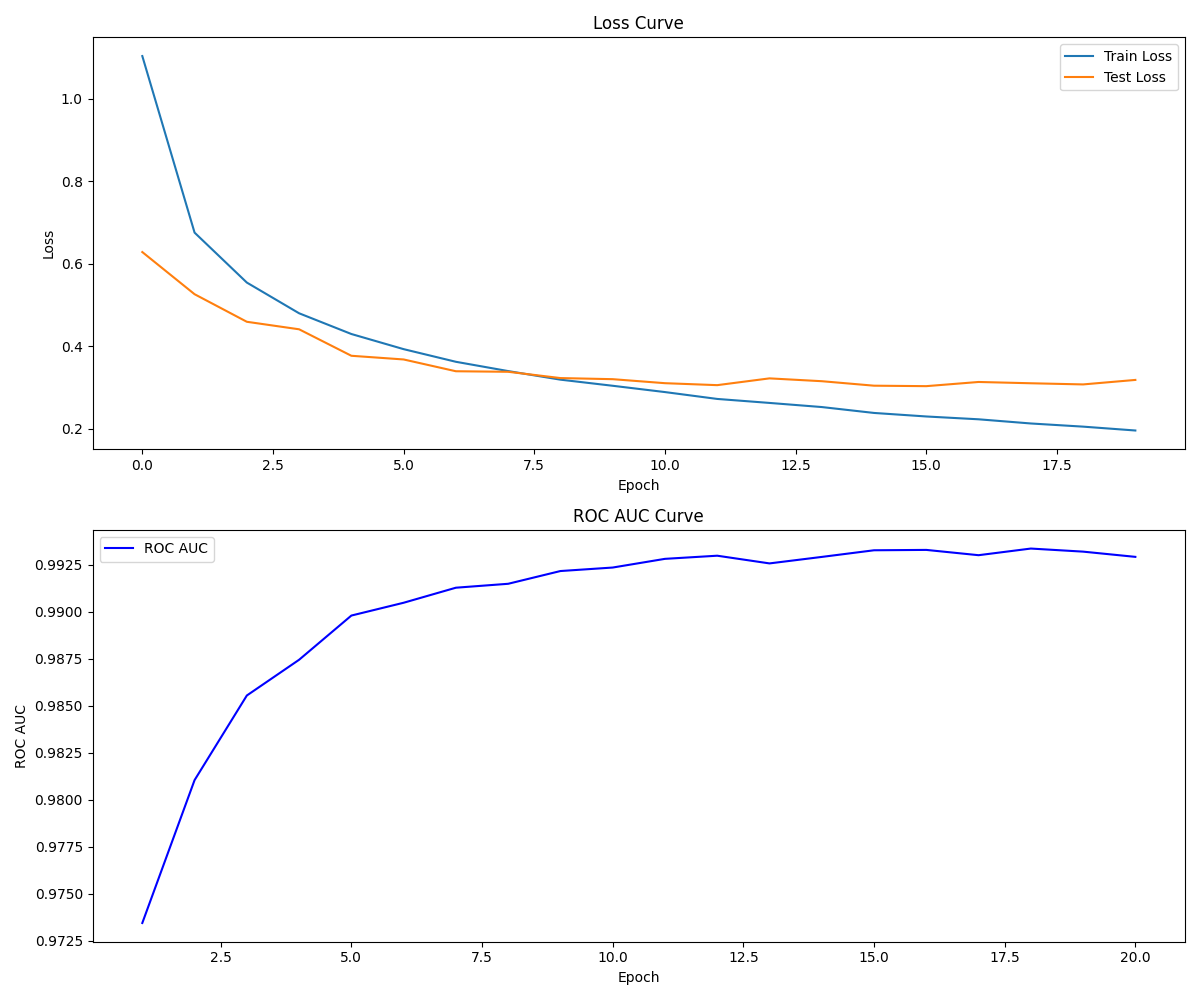 Loss Curve
Train Loss
Test Loss
1.0
0.8
0.6
0.4
0.2
Loss
0.0 2.5 5.0 7.5 10.0 12.5 15.0 17.5
Epoch
ROC AUC Curve
ROC AUC
0.9925
0.9900
0.9875
0.9850
0.9825
0.9800
0.9775
0.9750
0.9725
ROC AUC
2.5 5.0 7.5 10.0 12.5 15.0 17.5 20.0
Epoch